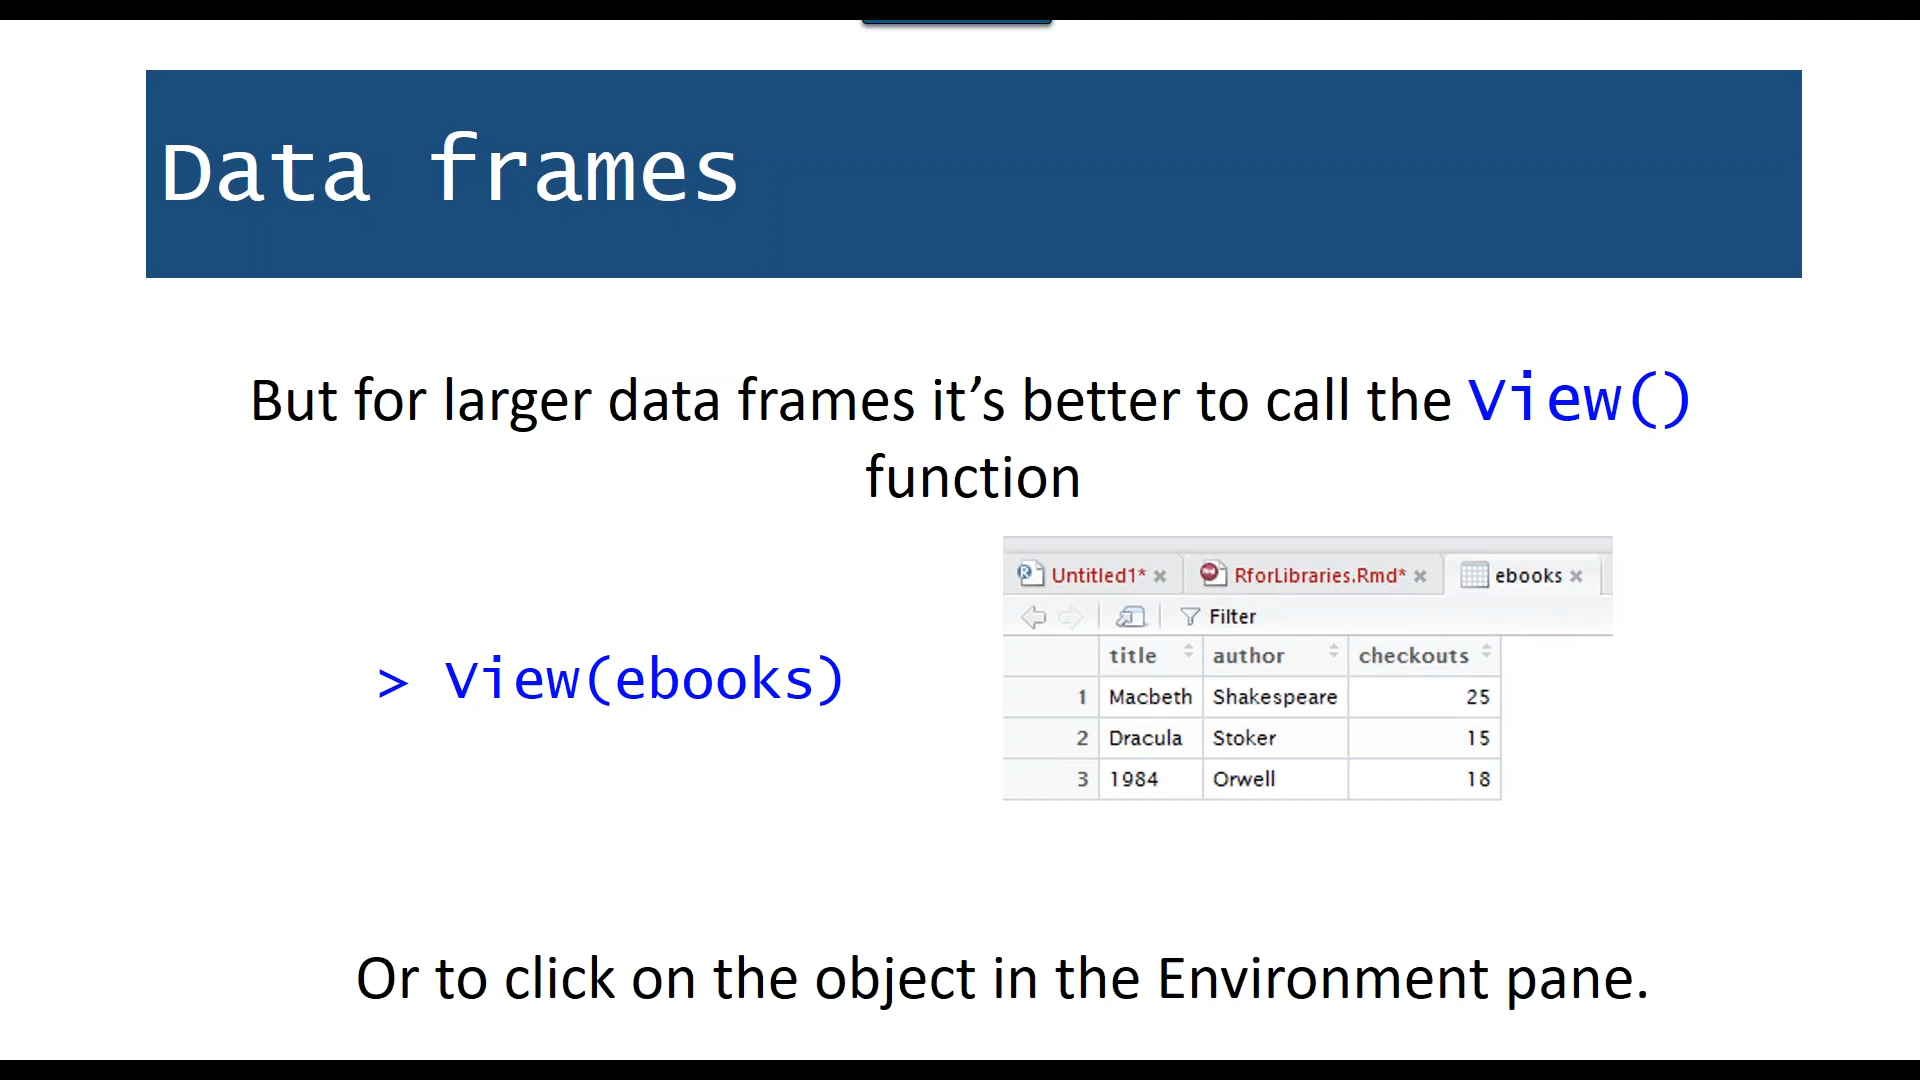 Data frames
But for larger data frames it’s better to call the View()
function
Untitled1* RforLibraries.Rmd* ebooks
Filter
> View(ebooks)
title author checkouts
1 Macbeth Shakespeare 25
2 Dracula Stoker 15
3 1984 Orwell 18
Or to click on the object in the Environment pane.